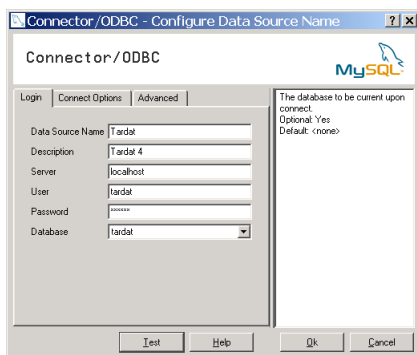 Connector/ODBC - Configure Data Source Name
Connector/ODBC
MySQL
Login Connect Options Advanced
Data Source Name Tardat
Description Tardat 4
Server localhost
User tardat
Password ******
Database tardat
The database to be current upon
connect.
Optional: Yes
Default: <none>
Test Help Ok Cancel